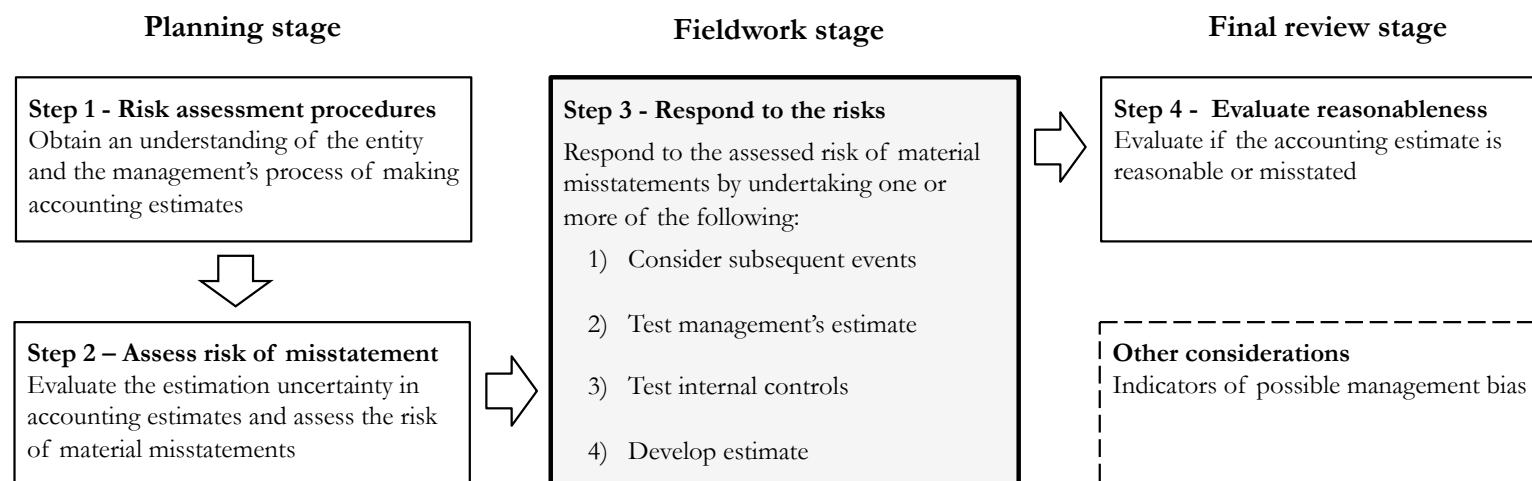 Planning stage
Step 1 - Risk assessment procedures
Obtain an understanding of the entity
and the management’s process of making
accounting estimates
Step 2 – Assess risk of misstatement
Evaluate the estimation uncertainty in
accounting estimates and assess the risk
of material misstatements
Fieldwork stage
Step 3 - Respond to the risks
Respond to the assessed risk of material
misstatements by undertaking one or
more of the following:
1) Consider subsequent events
2) Test management’s estimate
3) Test internal controls
4) Develop estimate
Final review stage
Step 4 - Evaluate reasonableness
Evaluate if the accounting estimate is
reasonable or misstated
Other considerations
Indicators of possible management bias